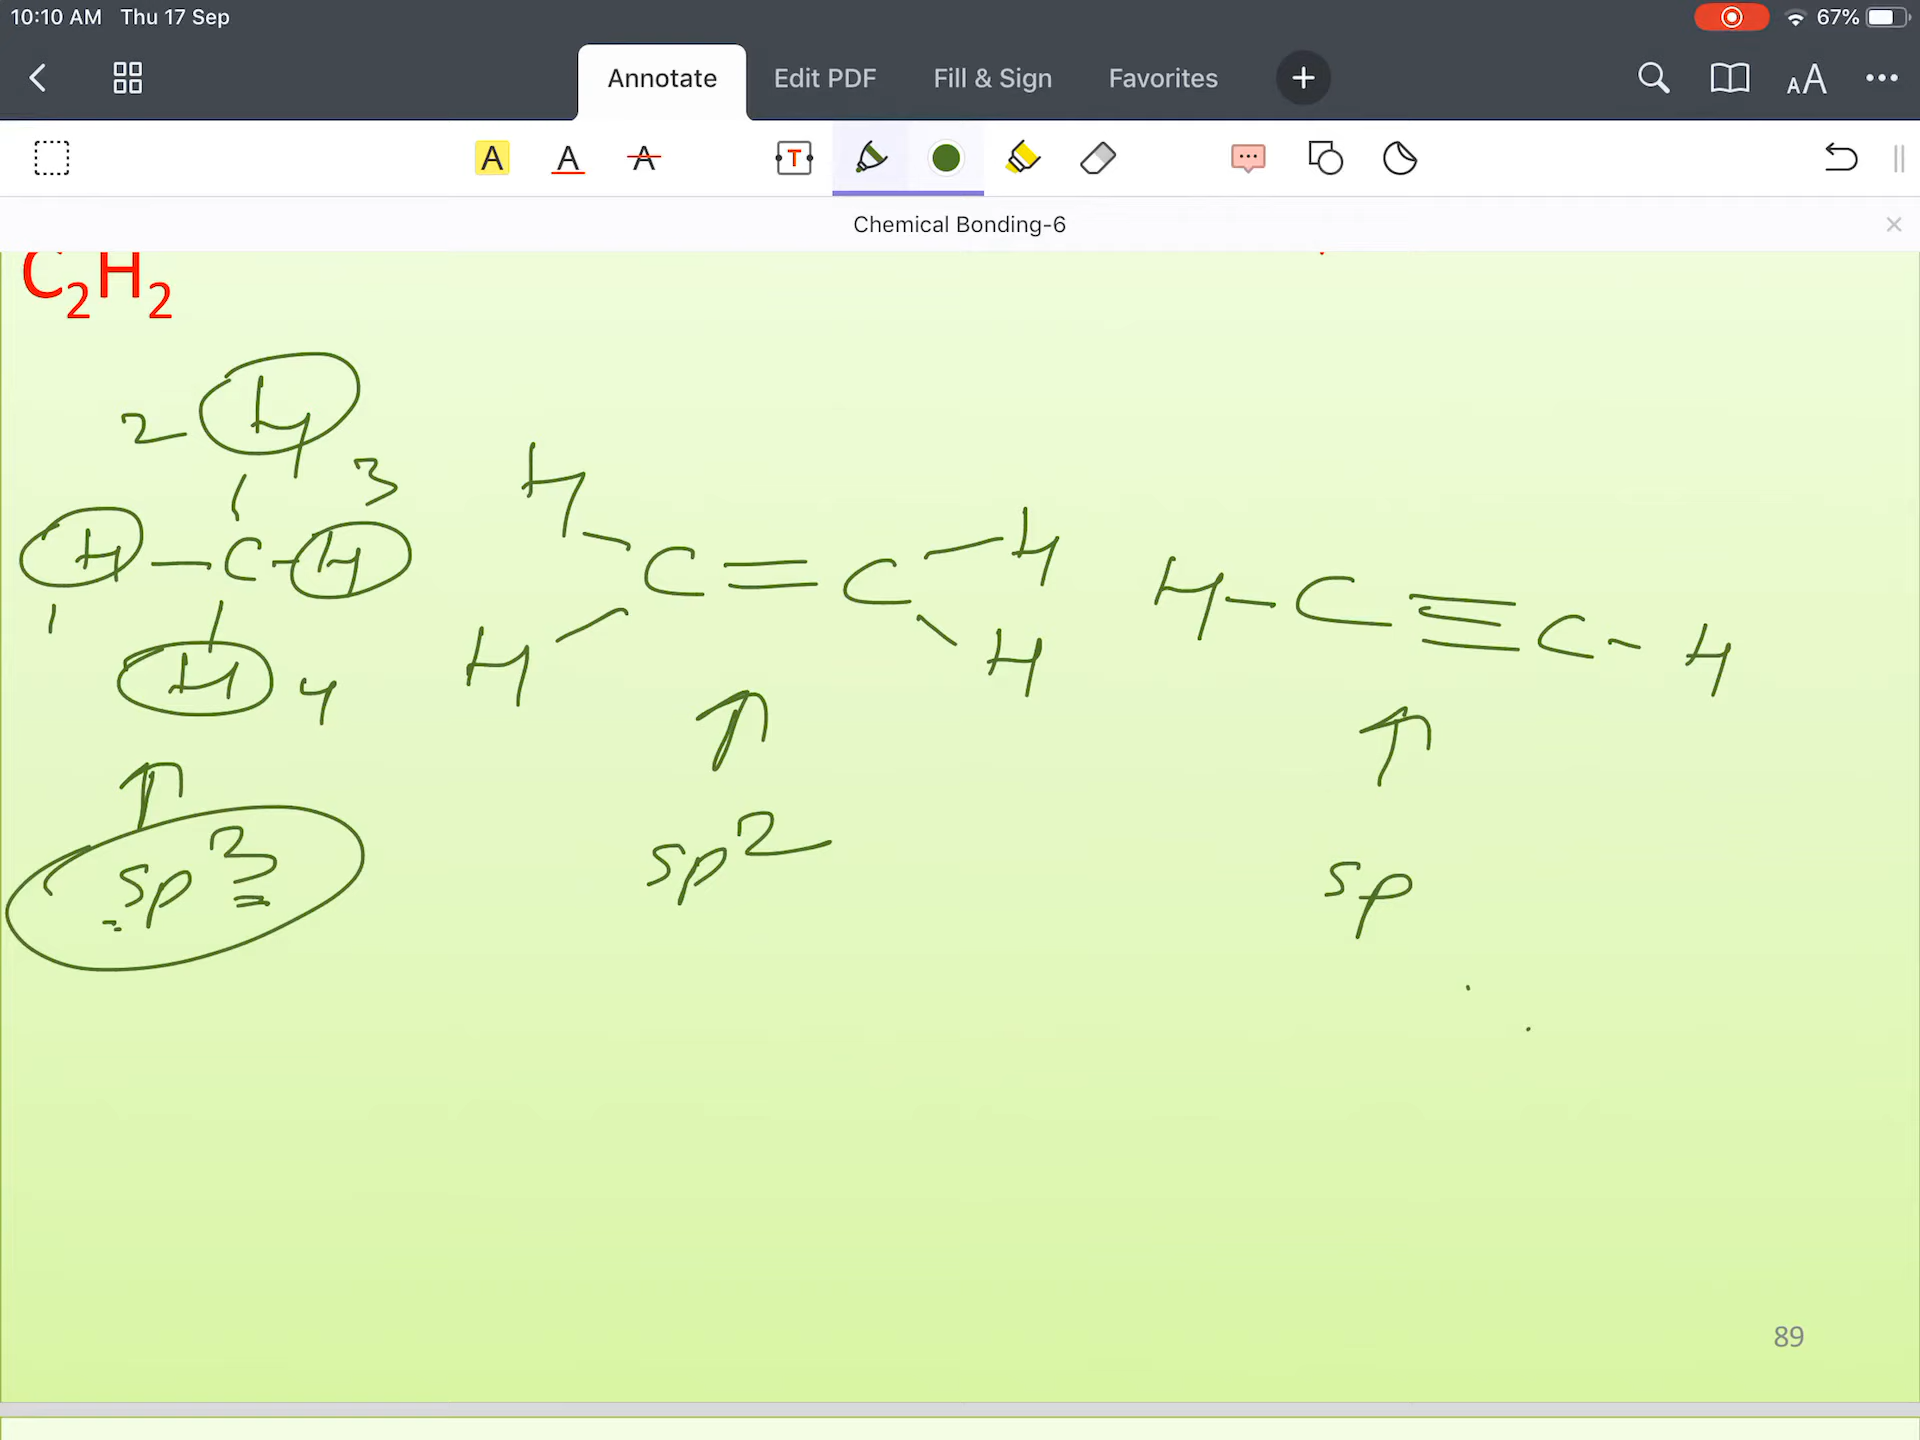 10:10 AM Thu 17 Sep 67%
Annotate Edit PDF Fill & Sign Favorites +
A A A T AA
Chemical Bonding-6
C2H2
2 H 3
H-C-H
1
H 4
H H
H C=C H
H-C≡C-H
sp3 sp2 sp
89